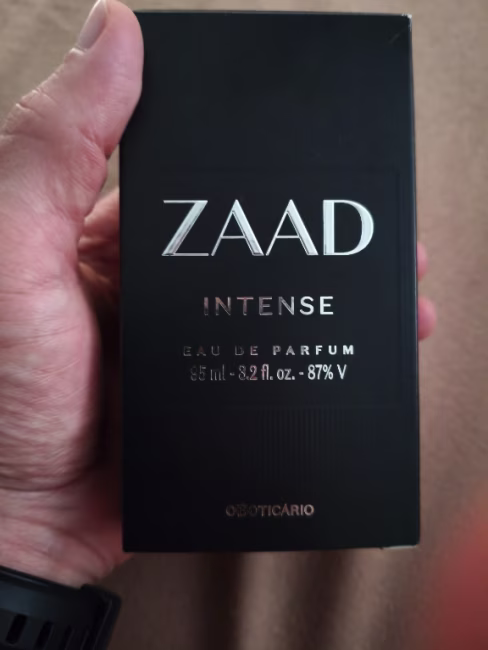 ZAAD
INTENSE
EAU DE PARFUM
95 ml - 3.2 fl. oz. - 87% V
OBOTICÁRIO